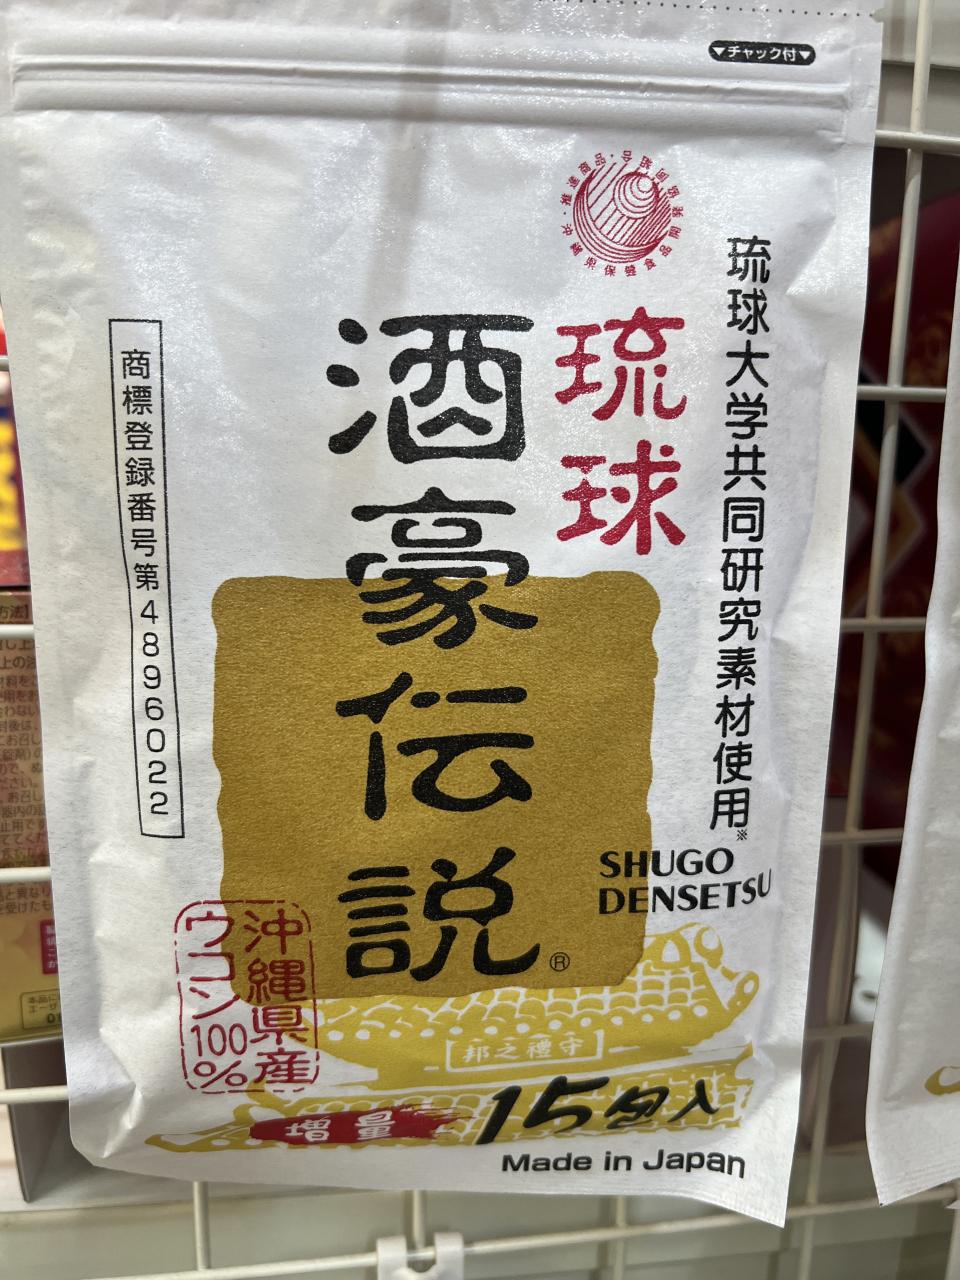 ▼チャック付▼
琉球大学共同研究素材使用※
琉球
酒豪伝説®
SHUGO
DENSETSU
商標登録番号第4896022
沖縄県産
ウコン
100
%
邦之禮守
増量
15包入
Made in Japan